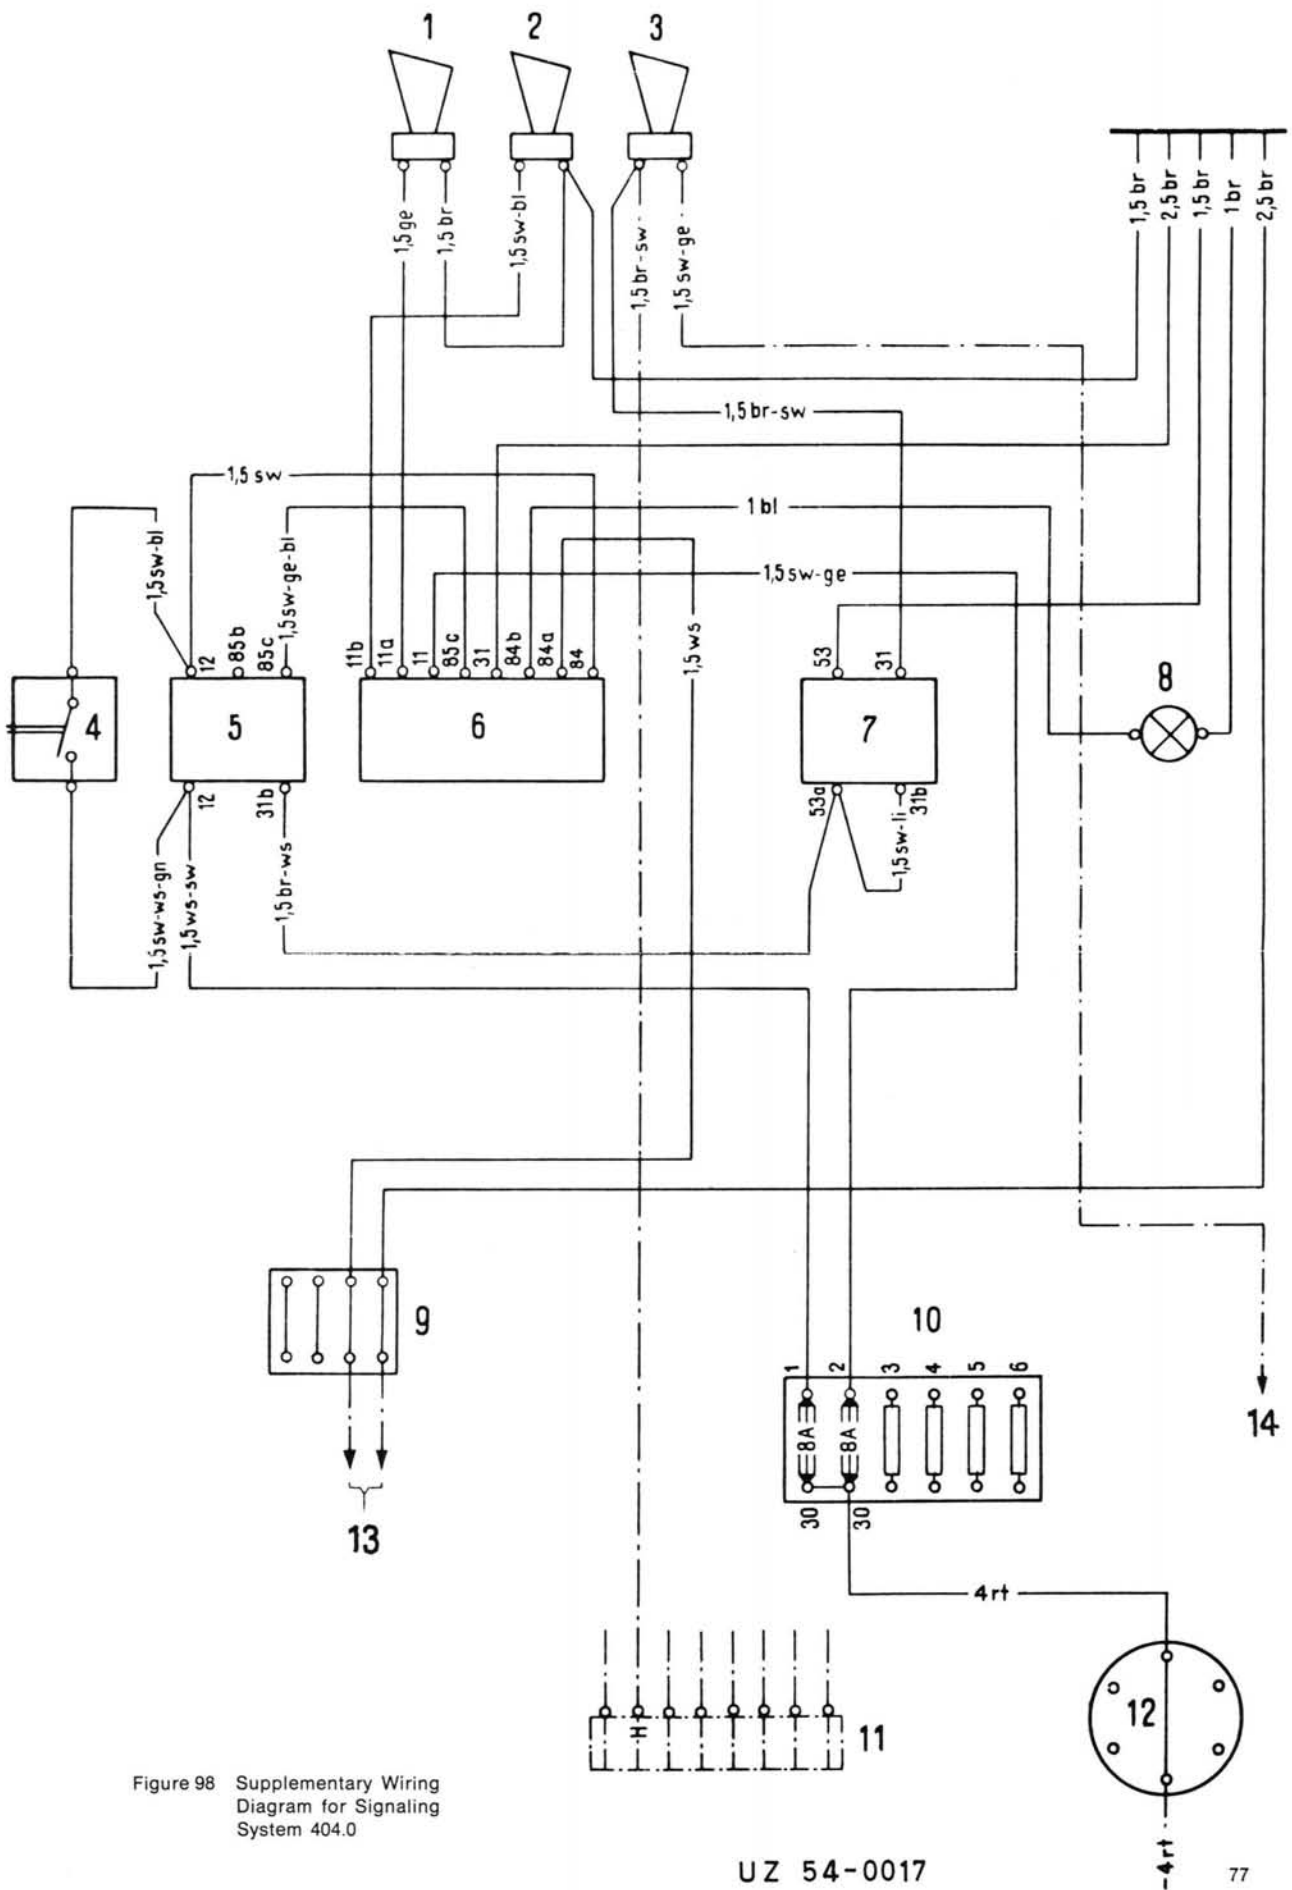 1 2 3
1,5 ge
1,5 br
1,5 sw-bl
1,5 br-sw
1,5 sw-ge
1,5 br
2,5 br
1,5 br
1 br
2,5 br
1,5 br-sw
1,5 sw
1 bl
1,5 sw-ge
1,5 sw-bl
1,5 sw-ge-bl
1,5 ws
12 85b 85c
11b 11a 11 85c 31 84b 84a 84
53 31
4 5 6 7 8
12 31b
53a 31b
1,5 sw-li
1,5 sw-ws-gn
1,5 ws-sw
1,5 br-ws
9
10
1 2 3 4 5 6
8A 8A
30 30
13
14
4 rt
H
11
12
4 rt
Figure 98 Supplementary Wiring
Diagram for Signaling
System 404.0
UZ 54-0017
77